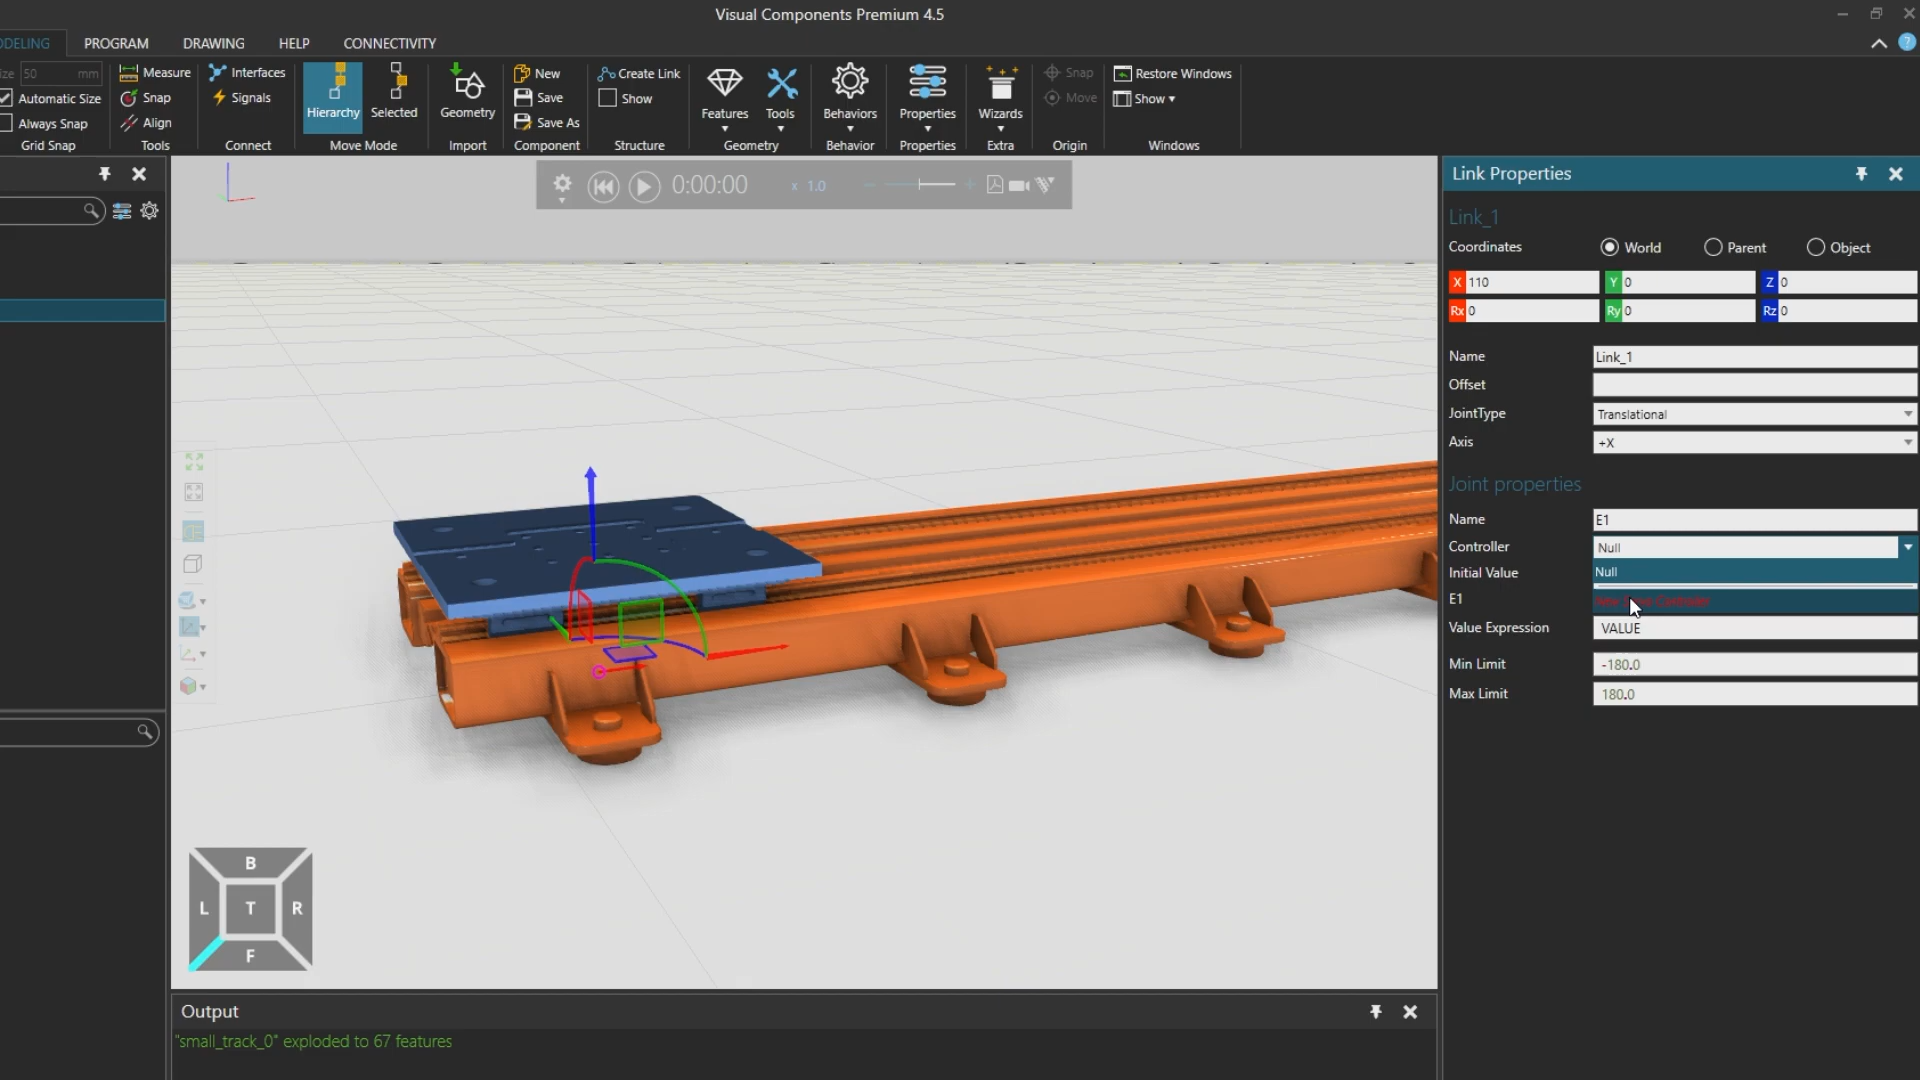 Visual Components Premium 4.5
DELING PROGRAM DRAWING HELP CONNECTIVITY
ize 50 mm
Automatic Size
Always Snap
Grid Snap
Measure
Snap
Align
Tools
Interfaces
Signals
Connect
Hierarchy
Selected
Move Mode
Geometry
Import
New
Save
Save As
Component
Create Link
Show
Structure
Features
Tools
Geometry
Behaviors
Behavior
Properties
Properties
Wizards
Extra
Snap
Move
Origin
Restore Windows
Show
Windows
0:00:00 x 1.0
B
L T R
F
Output
"small_track_0" exploded to 67 features
Link Properties
Link_1
Coordinates World Parent Object
X 110 Y 0 Z 0
Rx 0 Ry 0 Rz 0
Name Link_1
Offset
JointType Translational
Axis +X
Joint properties
Name E1
Controller Null
Initial Value Null
E1
Value Expression VALUE
Min Limit -180.0
Max Limit 180.0